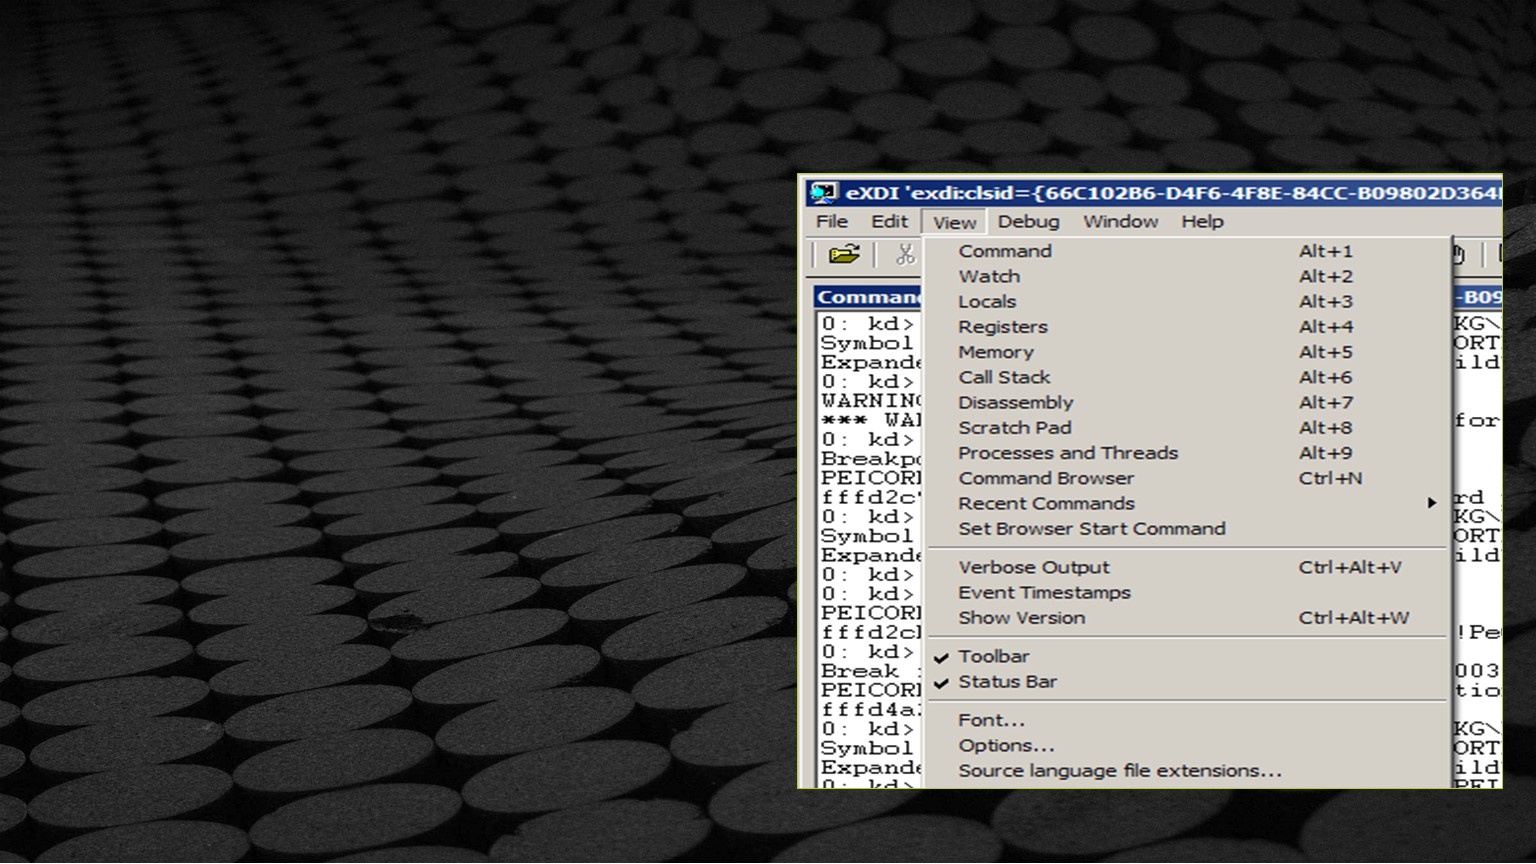 eXDI 'exdi:clsid={66C102B6-D4F6-4F8E-84CC-B09802D364
File Edit View Debug Window Help
Command Alt+1
Watch Alt+2
Locals Alt+3
Registers Alt+4
Memory Alt+5
Call Stack Alt+6
Disassembly Alt+7
Scratch Pad Alt+8
Processes and Threads Alt+9
Command Browser Ctrl+N
Recent Commands
Set Browser Start Command
Verbose Output Ctrl+Alt+V
Event Timestamps
Show Version Ctrl+Alt+W
Toolbar
Status Bar
Font...
Options...
Source language file extensions...
Comman -B09
0: kd> KG\
Symbol ORT
Expande ild
0: kd>
WARNING
*** WA for
0: kd>
Breakpo
PEICOR
fffd2c rd
0: kd> KG\
Symbol ORT
Expande ild
0: kd>
0: kd>
PEICOR
fffd2c !Pe
0: kd>
Break 003
PEICOR tio
fffd4a
0: kd> KG\
Symbol ORT
Expande ild
0: kd>